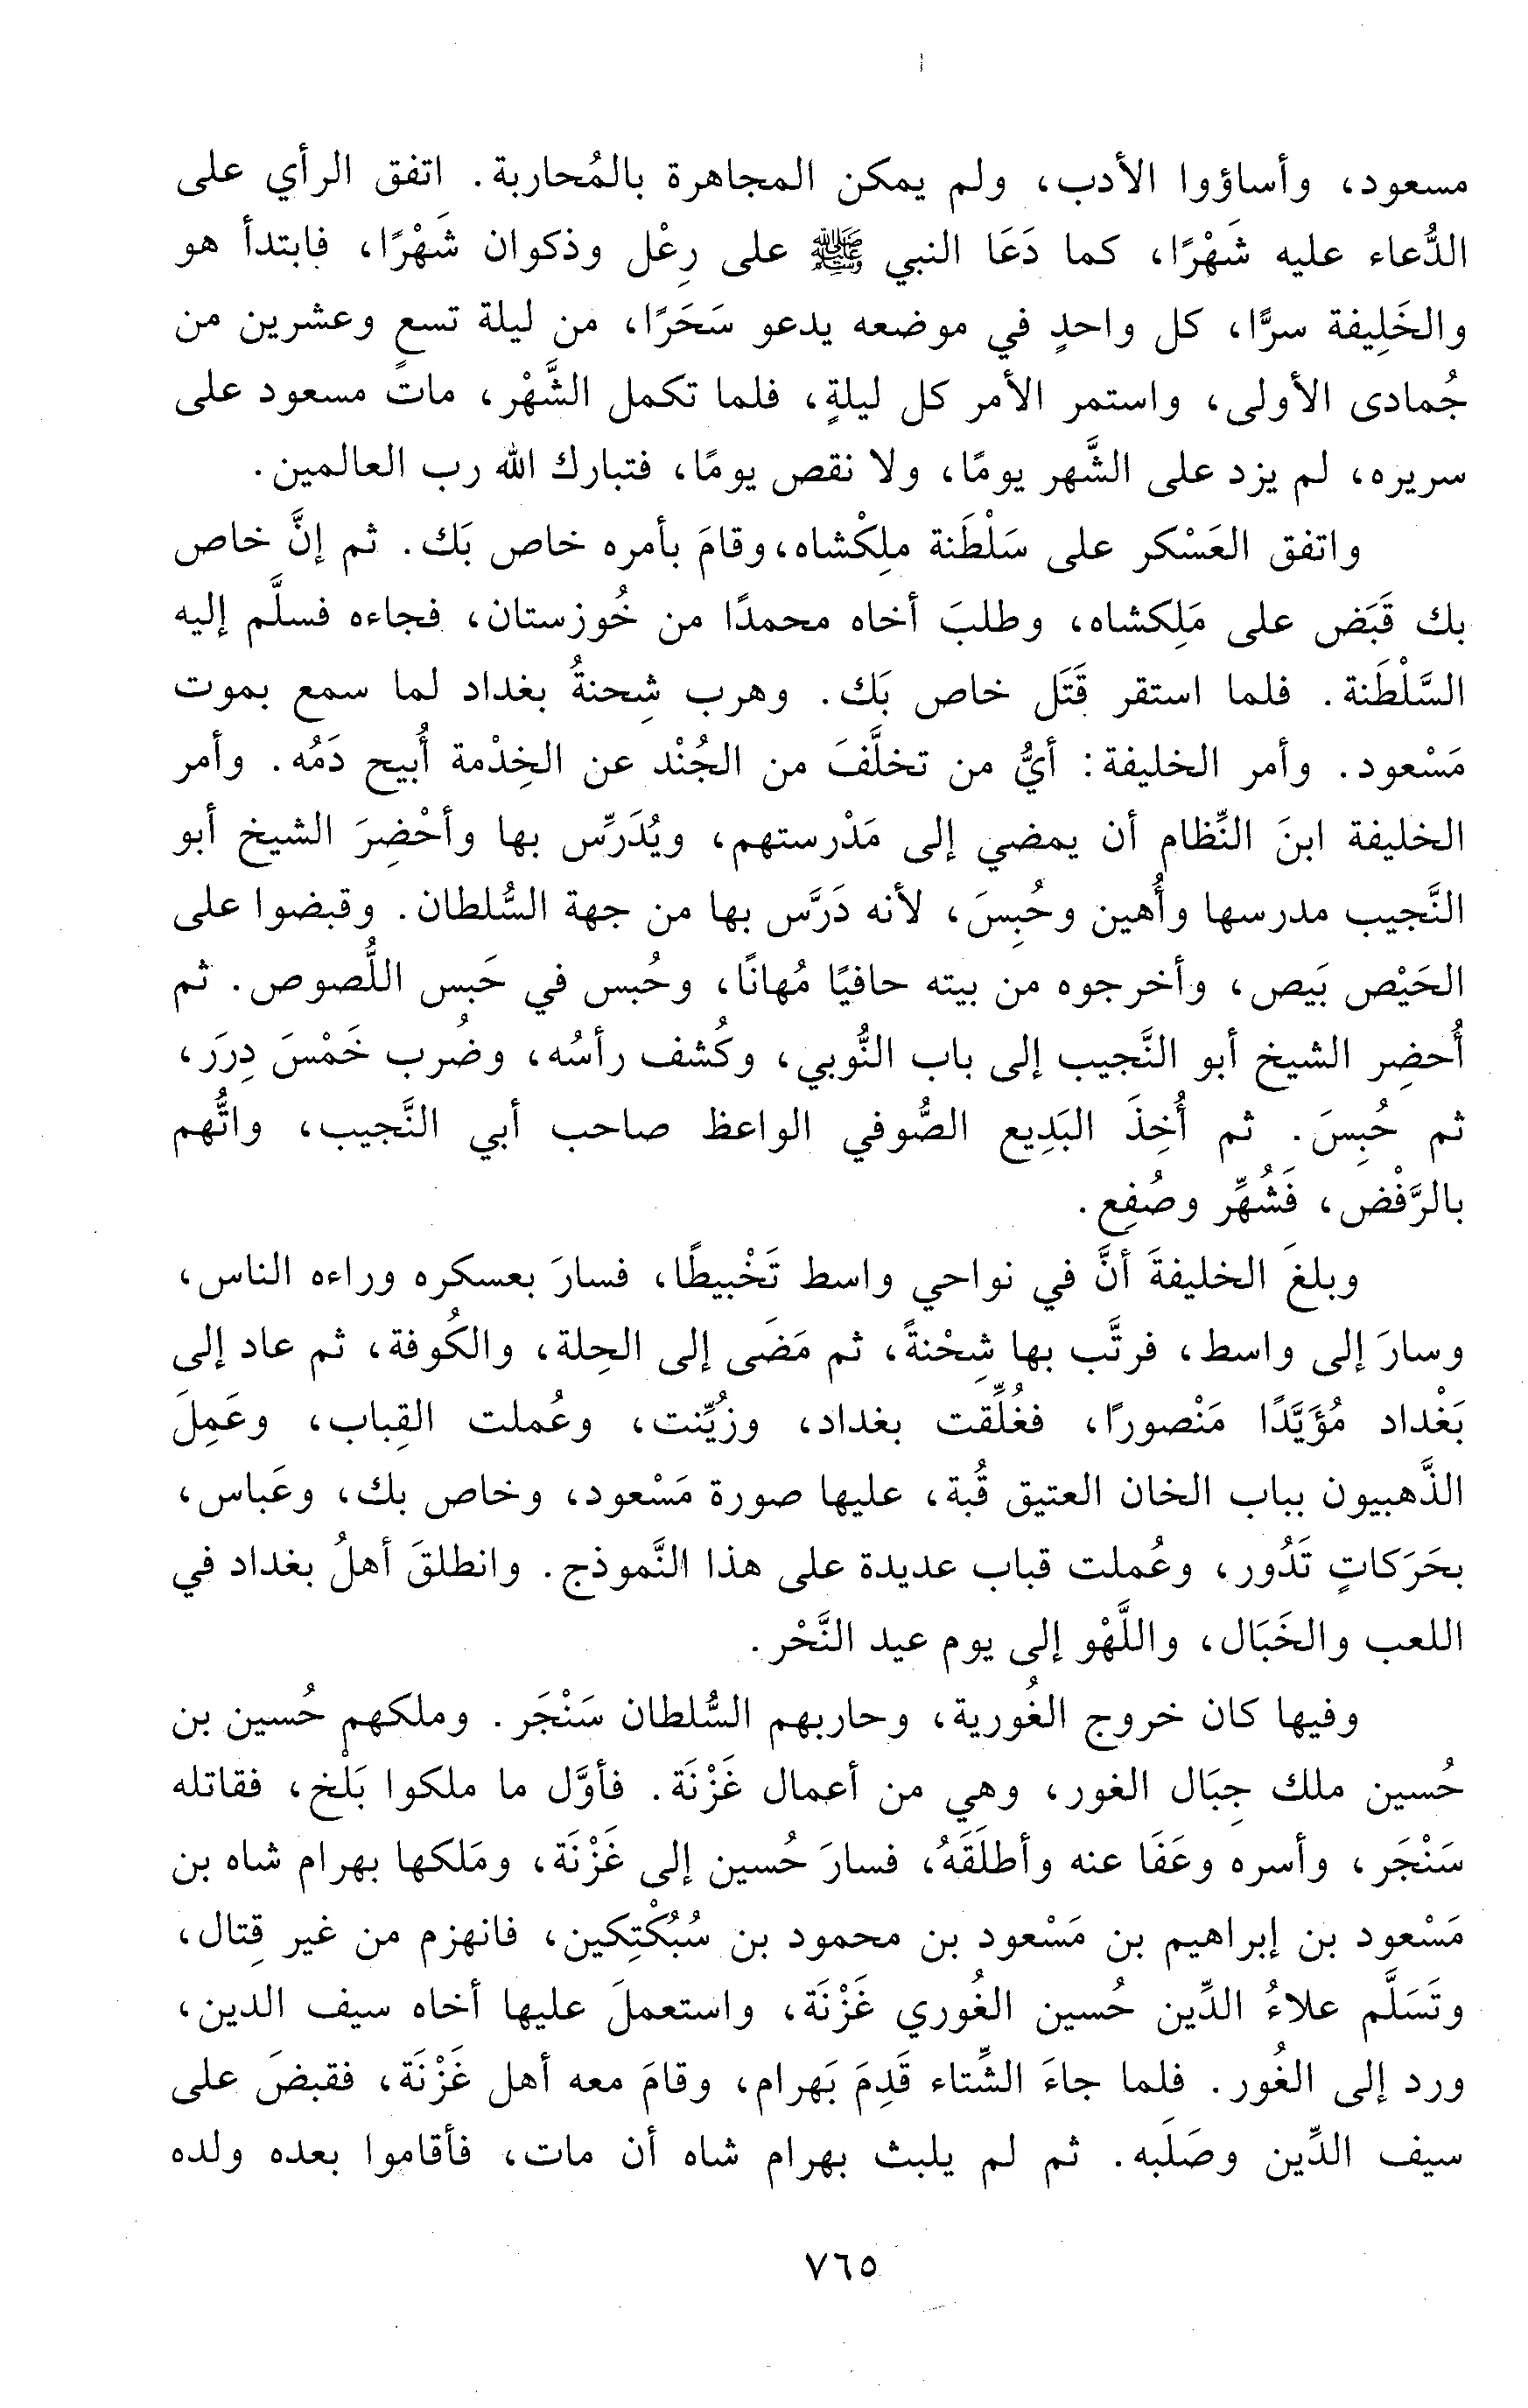 مسعود، وأساؤوا الأدب، ولم يمكن المجاهرة بالمُحاربة. اتفق الرأي على
الدُّعاء عليه شَهْرًا، كما دَعَا النبي ﷺ على رِعْل وذكوان شَهْرًا، فابتدأ هو
والخَلِيفة سرًّا، كل واحدٍ في موضعه يدعو سَحَرًا، من ليلة تسعٍ وعشرين من
جُمادى الأولى، واستمر الأمر كل ليلةٍ، فلما تكمل الشَّهْر، مات مسعود على
سريره، لم يزد على الشَّهر يومًا، ولا نقص يومًا، فتبارك الله رب العالمين.
واتفق العَسْكر على سَلْطَنة ملِكْشاه، وقامَ بأمره خاص بَك. ثم إنَّ خاص
بك قَبَض على مَلِكشاه، وطلبَ أخاه محمدًا من خُوزستان، فجاءه فسلَّم إليه
السَّلْطَنة. فلما استقر قَتَل خاص بَك. وهرب شِحنةُ بغداد لما سمع بموت
مَسْعود. وأمر الخليفة: أيُّ من تخلَّفَ من الجُنْد عن الخِدْمة أُبيح دَمُه. وأمر
الخليفة ابنَ النِّظام أن يمضي إلى مَدْرستهم، ويُدَرِّس بها وأحْضِرَ الشيخ أبو
النَّجيب مدرسها وأُهين وحُبِسَ، لأنه دَرَّس بها من جهة السُّلطان. وقبضوا على
الحَيْص بَيص، وأخرجوه من بيته حافيًا مُهانًا، وحُبس في حَبس اللُّصوص. ثم
أُحضِر الشيخ أبو النَّجيب إلى باب النُّوبي، وكُشف رأسُه، وضُرب خَمْسَ دِرَر،
ثم حُبِسَ. ثم أُخِذَ البَدِيع الصُّوفي الواعظ صاحب أبي النَّجيب، واتُّهم
بالرَّفْض، فَشُهِّر وصُفِع.
وبلغَ الخليفةَ أنَّ في نواحي واسط تَخْبيطًا، فسارَ بعسكره وراءه الناس،
وسارَ إلى واسط، فرتَّب بها شِحْنةً، ثم مَضَى إلى الحِلة، والكُوفة، ثم عاد إلى
بَغْداد مُؤَيَّدًا مَنْصورًا، فغُلِّقت بغداد، وزُيِّنت، وعُملت القِباب، وعَمِلَ
الذَّهبيون بباب الخان العتيق قُبة، عليها صورة مَسْعود، وخاص بك، وعَباس،
بحَرَكاتٍ تَدُور، وعُملت قباب عديدة على هذا النَّموذج. وانطلقَ أهلُ بغداد في
اللعب والخَبَال، واللَّهْو إلى يوم عيد النَّحْر.
وفيها كان خروج الغُورية، وحاربهم السُّلطان سَنْجَر. وملكهم حُسين بن
حُسين ملك جِبَال الغور، وهي من أعمال غَزْنَة. فأوَّل ما ملكوا بَلْخ، فقاتله
سَنْجَر، وأسره وعَفَا عنه وأطلَقَهُ، فسارَ حُسين إلى غَزْنَة، ومَلكها بهرام شاه بن
مَسْعود بن إبراهيم بن مَسْعود بن محمود بن سُبُكْتِكين، فانهزم من غير قِتال،
وتَسَلَّم علاءُ الدِّين حُسين الغُوري غَزْنَة، واستعملَ عليها أخاه سيف الدين،
ورد إلى الغُور. فلما جاءَ الشِّتاء قَدِمَ بَهرام، وقامَ معه أهل غَزْنَة، فقبضَ على
سيف الدِّين وصَلَبه. ثم لم يلبث بهرام شاه أن مات، فأقاموا بعده ولده
٧٦٥